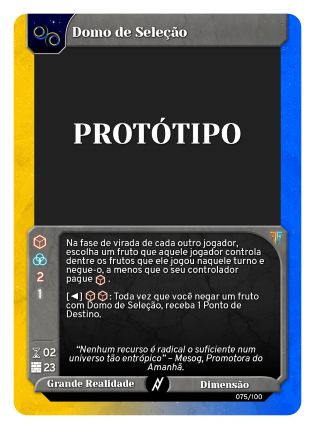 Domo de Seleção
PROTÓTIPO
Na fase de virada de cada outro jogador,
escolha um fruto que aquele jogador controla
dentre os frutos que ele jogou naquele turno e
negue-o, a menos que o seu controlador
pague .
[◄] : Toda vez que você negar um fruto
com Domo de Seleção, receba 1 Ponto de
Destino.
2
1
02
23
“Nenhum recurso é radical o suficiente num
universo tão entrópico” – Mesog, Promotora do
Amanhã.
Grande Realidade
Dimensão
075/100